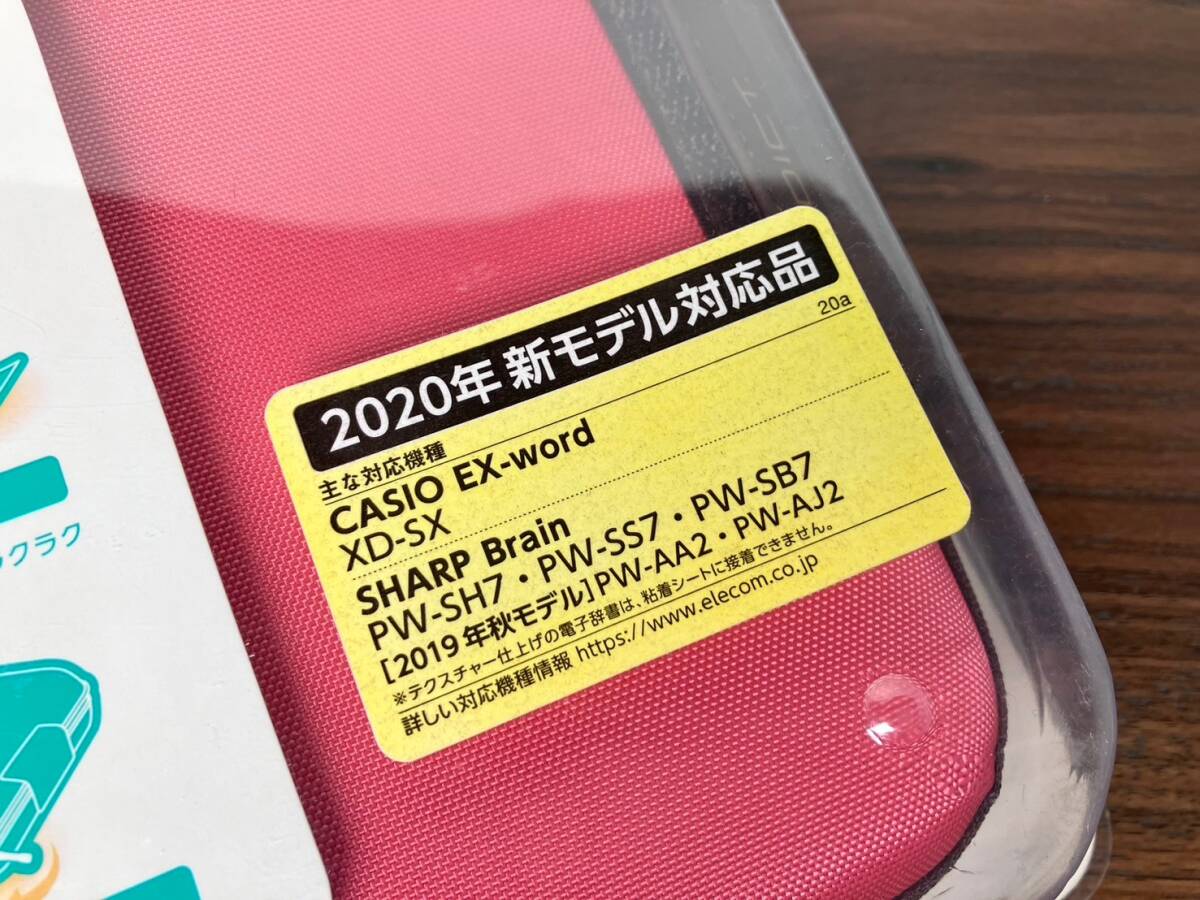 2020年 新モデル対応品
20a
主な対応機種
CASIO EX-word
XD-SX
SHARP Brain
PW-SH7・PW-SS7・PW-SB7
[2019年秋モデル]PW-AA2・PW-AJ2
※テクスチャー仕上げの電子辞書は、粘着シートに接着できません。
詳しい対応機種情報 https://www.elecom.co.jp
クラク